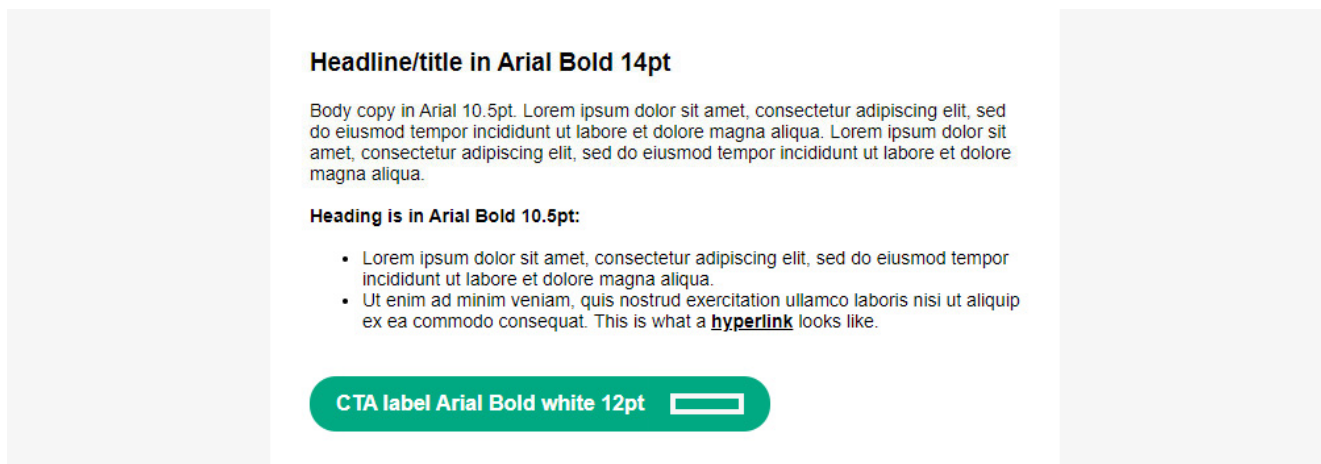 Headline/title in Arial Bold 14pt
Body copy in Arial 10.5pt. Lorem ipsum dolor sit amet, consectetur adipiscing elit, sed
do eiusmod tempor incididunt ut labore et dolore magna aliqua. Lorem ipsum dolor sit
amet, consectetur adipiscing elit, sed do eiusmod tempor incididunt ut labore et dolore
magna aliqua.
Heading is in Arial Bold 10.5pt:
• Lorem ipsum dolor sit amet, consectetur adipiscing elit, sed do eiusmod tempor
incididunt ut labore et dolore magna aliqua.
• Ut enim ad minim veniam, quis nostrud exercitation ullamco laboris nisi ut aliquip
ex ea commodo consequat. This is what a hyperlink looks like.
CTA label Arial Bold white 12pt